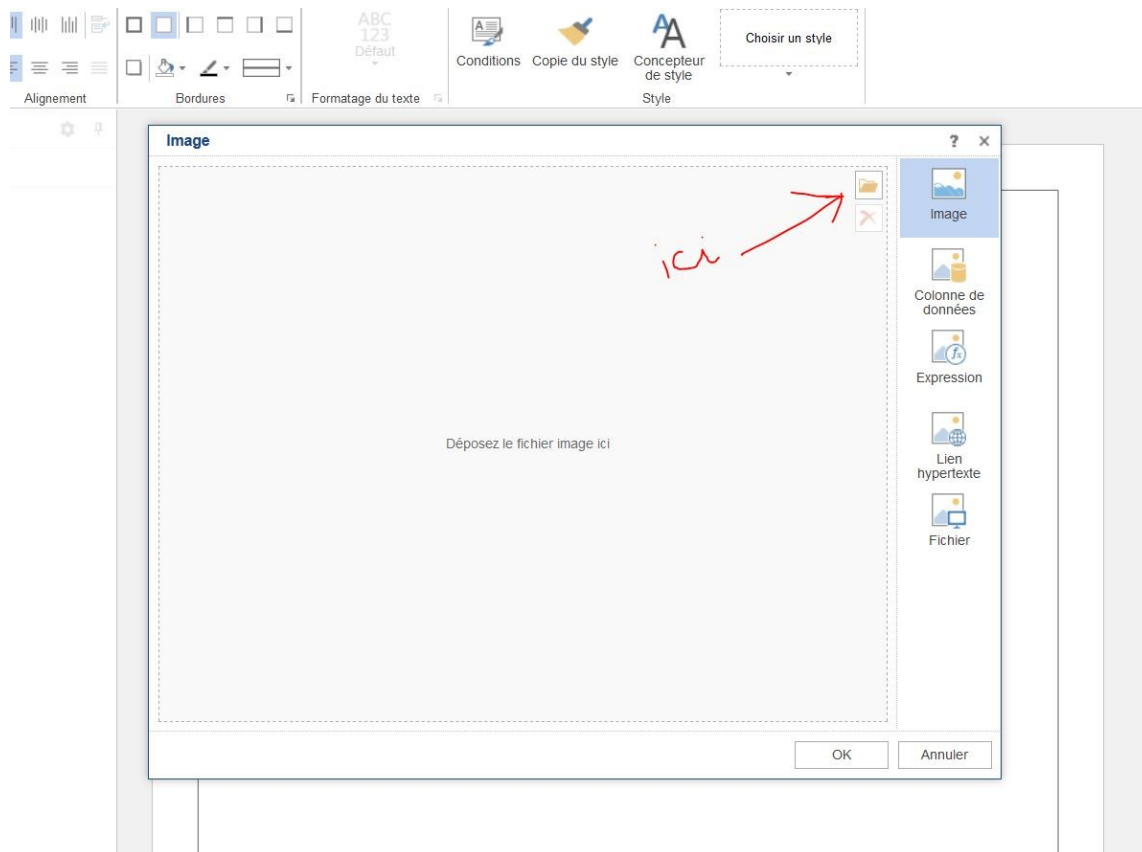 ABC
123
Défaut
Conditions
Copie du style
Concepteur
de style
Choisir un style
Alignement
Bordures
Formatage du texte
Style
Image
?
Image
ici
Colonne de
données
Expression
fx
Déposez le fichier image ici
Lien
hypertexte
Fichier
OK
Annuler